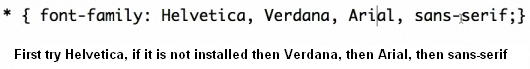 * { font-family: Helvetica, Verdana, Arial, sans-serif;}
First try Helvetica, if it is not installed then Verdana, then Arial, then sans-serif